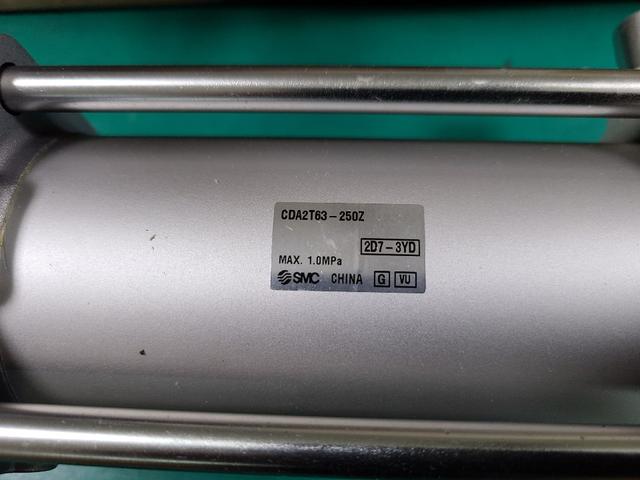 CDA2T63-250Z
2D7-3YD
MAX. 1.0MPa
SMC CHINA G VU